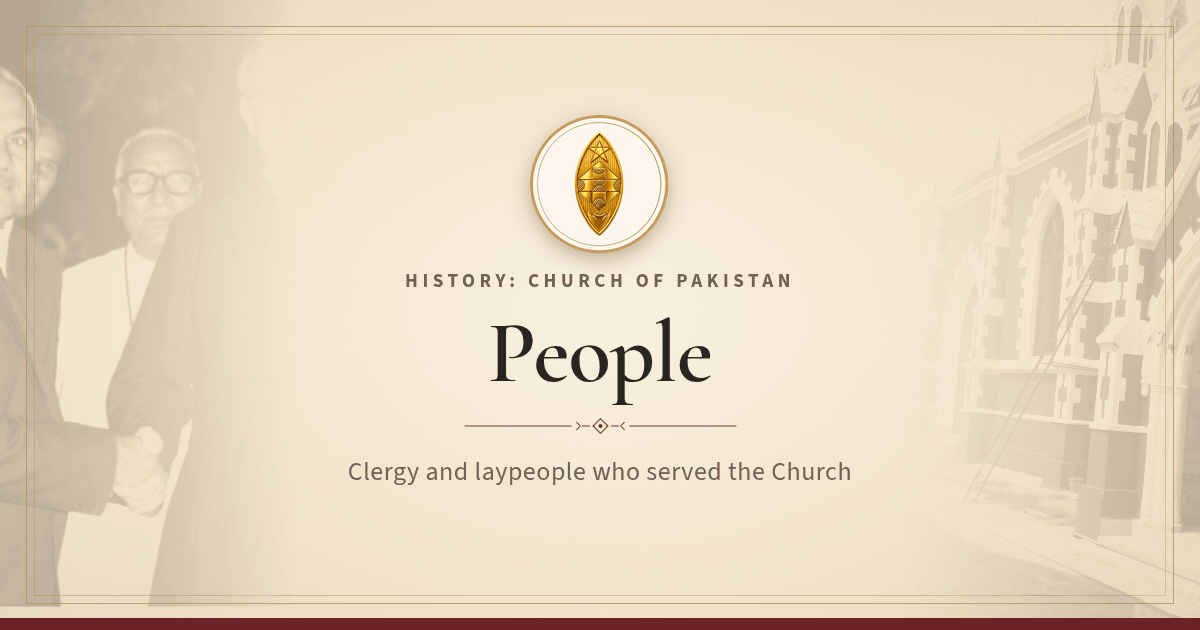 HISTORY: CHURCH OF PAKISTAN
People
Clergy and laypeople who served the Church